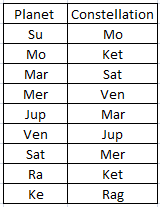 Planet Constellation
Su Mo
Mo Ket
Mar Sat
Mer Ven
Jup Mar
Ven Jup
Sat Mer
Ra Ket
Ke Rag